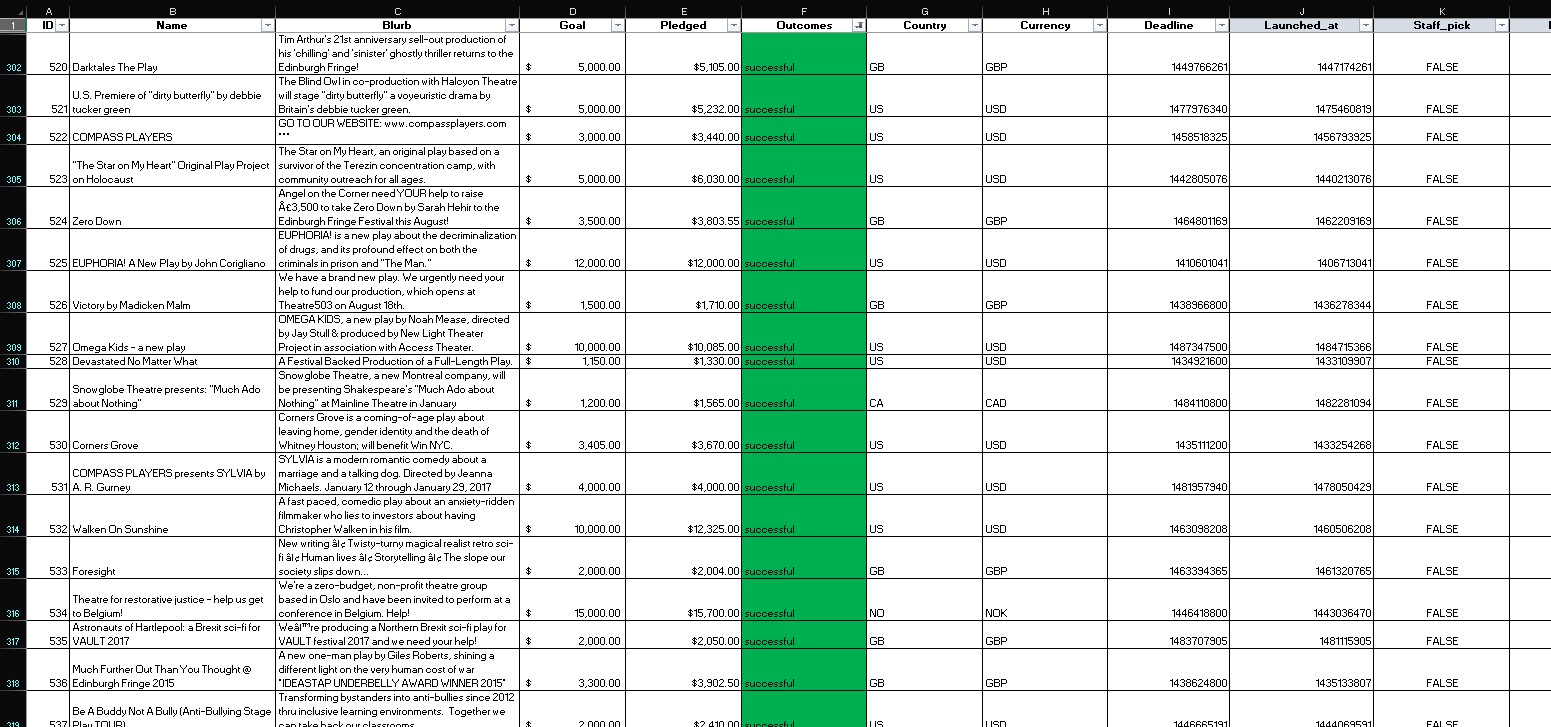 A B C D E F G H I J K
1 ID Name Blurb Goal Pledged Outcomes Country Currency Deadline Launched_at Staff_pick
Tim Arthur's 21st anniversary sell-out production of
his 'chilling' and 'sinister' ghostly thriller returns to the
302 520 Darktales The Play Edinburgh Fringe! $ 5,000.00 $5,105.00 successful GB GBP 1449766261 1447174261 FALSE
The Blind Owl in co-production with Halcyon Theatre
U.S. Premiere of "dirty butterfly" by debbie will stage "dirty butterfly" a voyeuristic drama by
303 521 tucker green Britain's debbie tucker green. $ 5,000.00 $5,232.00 successful US USD 1477976340 1475460819 FALSE
GO TO OUR WEBSITE: www.compassplayers.com
304 522 COMPASS PLAYERS *** $ 3,000.00 $3,440.00 successful US USD 1458518325 1456793925 FALSE
The Star on My Heart, an original play based on a
"The Star on My Heart" Original Play Project survivor of the Terezin concentration camp, with
305 523 on Holocaust community outreach for all ages. $ 5,000.00 $6,030.00 successful US USD 1442805076 1440213076 FALSE
Angel on the Corner need YOUR help to raise
Â£3,500 to take Zero Down by Sarah Hehir to the
306 524 Zero Down Edinburgh Fringe Festival this August! $ 3,500.00 $3,803.55 successful GB GBP 1464801169 1462209169 FALSE
EUPHORIA! is a new play about the decriminalization
of drugs, and its profound effect on both the
307 525 EUPHORIA! A New Play by John Corigliano criminals in prison and "The Man." $ 12,000.00 $12,000.00 successful US USD 1410601041 1406713041 FALSE
We have a brand new play. We urgently need your
help to fund our production, which opens at
308 526 Victory by Madicken Malm Theatre503 on August 18th. $ 1,500.00 $1,710.00 successful GB GBP 1438966800 1436278344 FALSE
OMEGA KIDS, a new play by Noah Mease, directed
by Jay Stull & produced by New Light Theater
309 527 Omega Kids - a new play Project in association with Access Theater. $ 10,000.00 $10,085.00 successful US USD 1487347500 1484715366 FALSE
310 528 Devastated No Matter What A Festival Backed Production of a Full-Length Play. $ 1,150.00 $1,330.00 successful US USD 1434921600 1433109907 FALSE
Snowglobe Theatre, a new Montreal company, will
Snowglobe Theatre presents: "Much Ado be presenting Shakespeare's "Much Ado about
311 529 about Nothing" Nothing" at Mainline Theatre in January $ 1,200.00 $1,565.00 successful CA CAD 1484110800 1482281094 FALSE
Corners Grove is a coming-of-age play about
leaving home, gender identity and the death of
312 530 Corners Grove Whitney Houston; will benefit Win NYC. $ 3,405.00 $3,670.00 successful US USD 1435111200 1433254268 FALSE
SYLVIA is a modern romantic comedy about a
COMPASS PLAYERS presents SYLVIA by marriage and a talking dog. Directed by Jeanna
313 531 A. R. Gurney Michaels. January 12 through January 29, 2017 $ 4,000.00 $4,000.00 successful US USD 1481957940 1478050429 FALSE
A fast paced, comedic play about an anxiety-ridden
filmmaker who lies to investors about having
314 532 Walken On Sunshine Christopher Walken in his film. $ 10,000.00 $12,325.00 successful US USD 1463098208 1460506208 FALSE
New writing â¢ Twisty-turny magical realist retro sci-
fi â¢ Human lives â¢ Storytelling â¢ The slope our
315 533 Foresight society slips down... $ 2,000.00 $2,004.00 successful GB GBP 1463394365 1461320765 FALSE
We're a zero-budget, non-profit theatre group
Theatre for restorative justice - help us get based in Oslo and have been invited to perform at a
316 534 to Belgium! conference in Belgium. Help! $ 15,000.00 $15,700.00 successful NO NOK 1446418800 1443036470 FALSE
Astronauts of Hartlepool: a Brexit sci-fi for Weâ™re producing a Northern Brexit sci-fi play for
317 535 VAULT 2017 VAULT festival 2017 and we need your help! $ 2,000.00 $2,050.00 successful GB GBP 1483707905 1481115905 FALSE
A new one-man play by Giles Roberts, shining a
Much Further Out Than You Thought @ different light on the very human cost of war
318 536 Edinburgh Fringe 2015 "IDEASTAP UNDERBELLY AWARD WINNER 2015" $ 3,300.00 $3,902.50 successful GB GBP 1438624800 1435133807 FALSE
Transforming bystanders into anti-bullies since 2012
Be A Buddy Not A Bully (Anti-Bullying Stage thru inclusive learning environments. Together we
319 537 Play TOUR) can take back our classrooms. $ 2,000.00 $2,410.00 successful US USD 1446665191 1444069591 FALSE